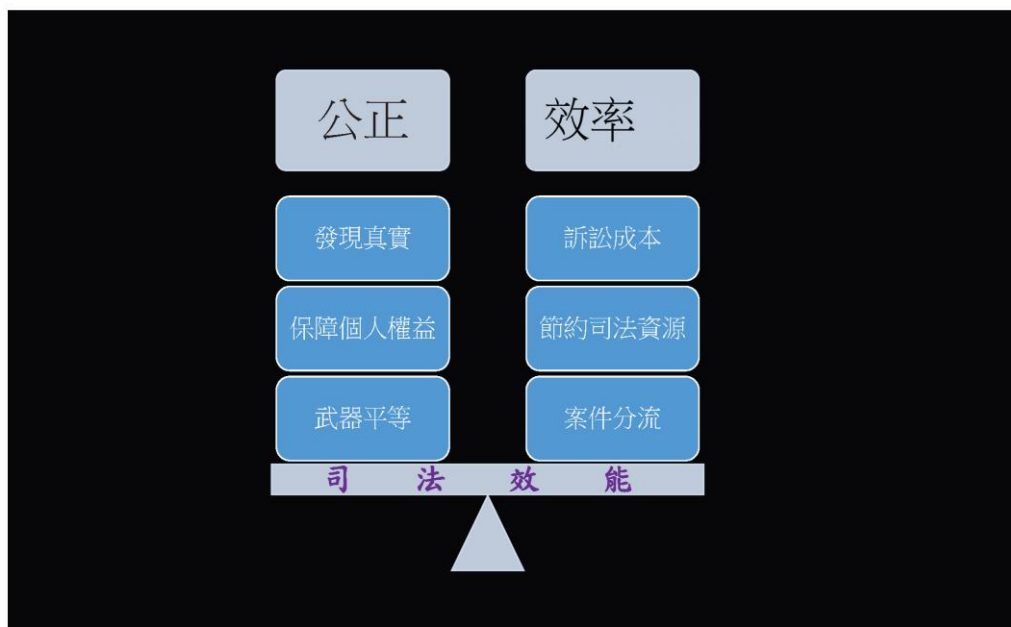 公正
效率
發現真實
訴訟成本
保障個人權益
節約司法資源
武器平等
案件分流
司法效能